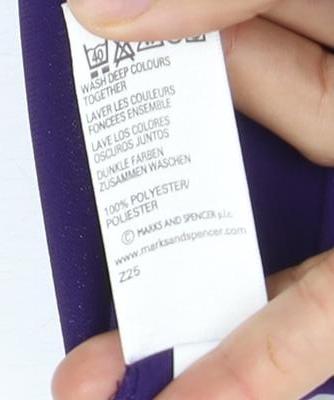 40
WASH DEEP COLOURS
TOGETHER
LAVER LES COULEURS
FONCÉES ENSEMBLE
LAVE LOS COLORES
OSCUROS JUNTOS
DUNKLE FARBEN
ZUSAMMEN WASCHEN
100% POLYESTER/
POLIESTER
© MARKS AND SPENCER p.l.c.
www.marksandspencer.com
Z25